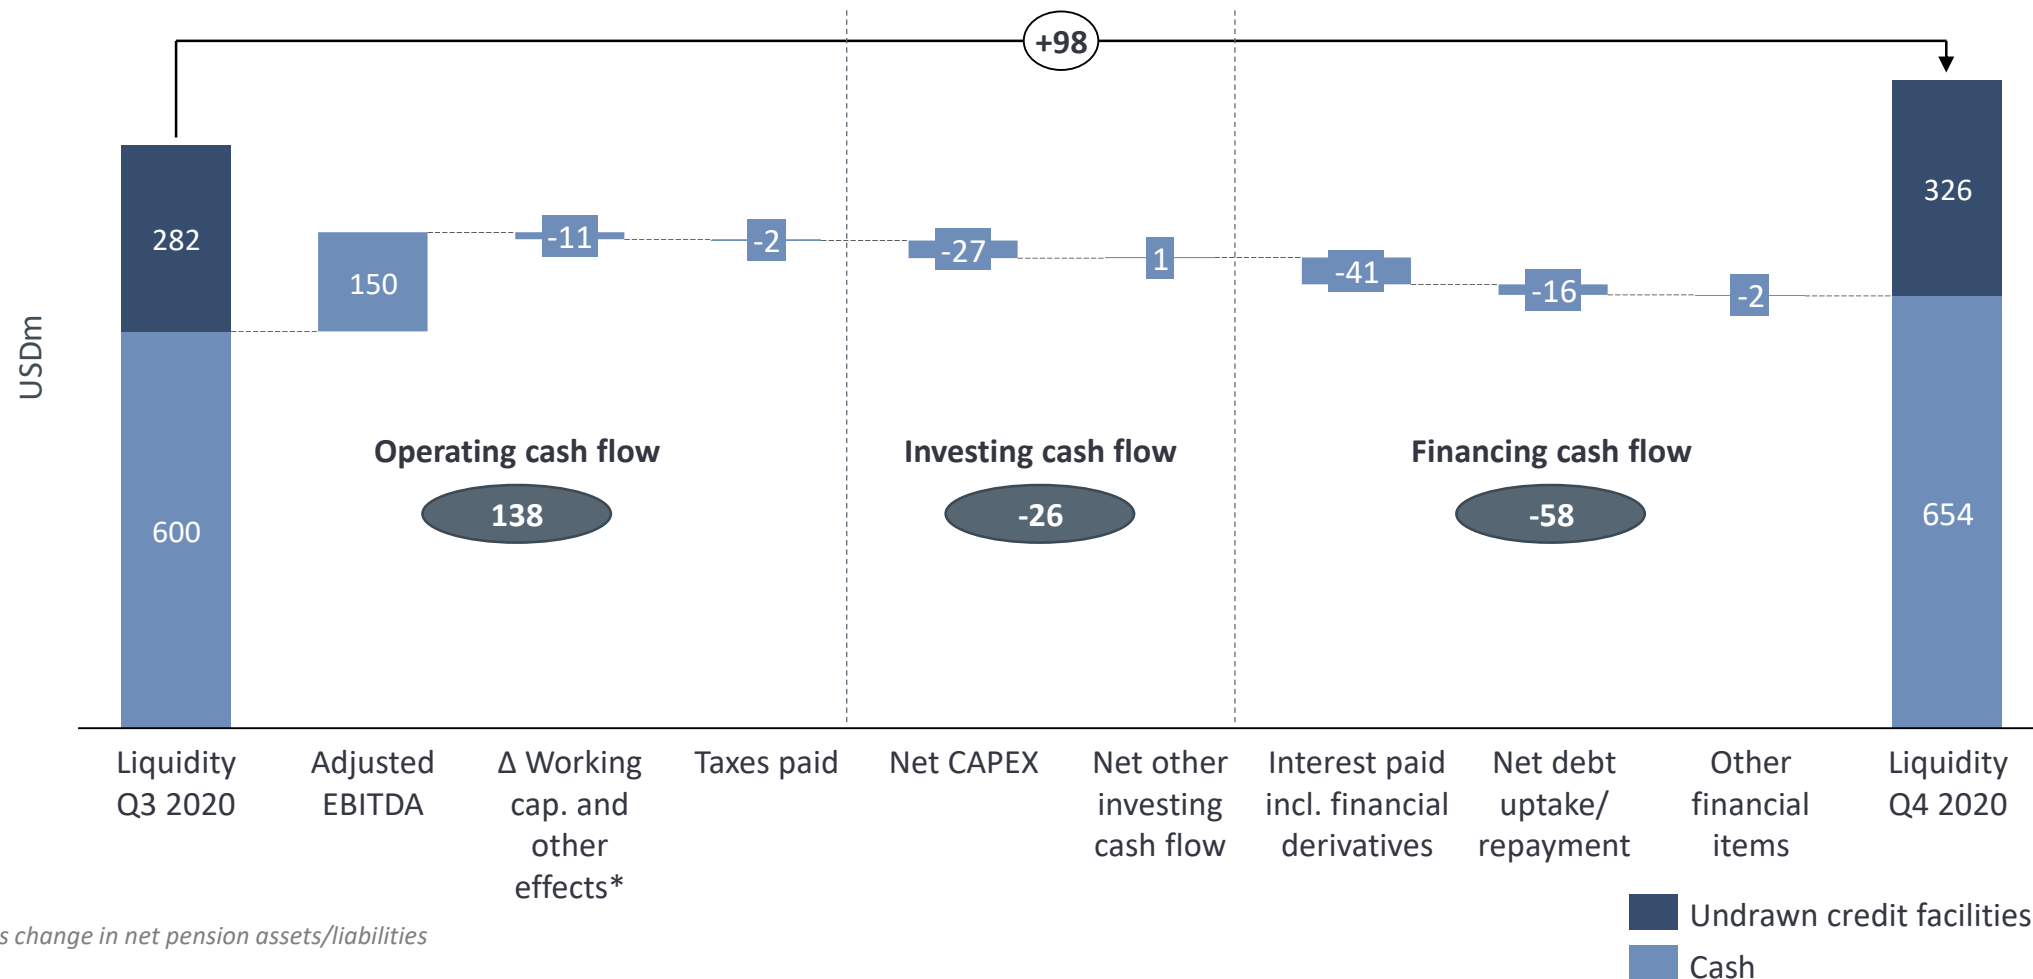 +98
USDm
282
600
150
-11
-2
-27
1
-41
-16
-2
326
654
Operating cash flow
138
Investing cash flow
-26
Financing cash flow
-58
Liquidity
Q3 2020
Adjusted
EBITDA
Δ Working
cap. and
other
effects*
Taxes paid
Net CAPEX
Net other
investing
cash flow
Interest paid
incl. financial
derivatives
Net debt
uptake/
repayment
Other
financial
items
Liquidity
Q4 2020
Undrawn credit facilities
Cash
change in net pension assets/liabilities